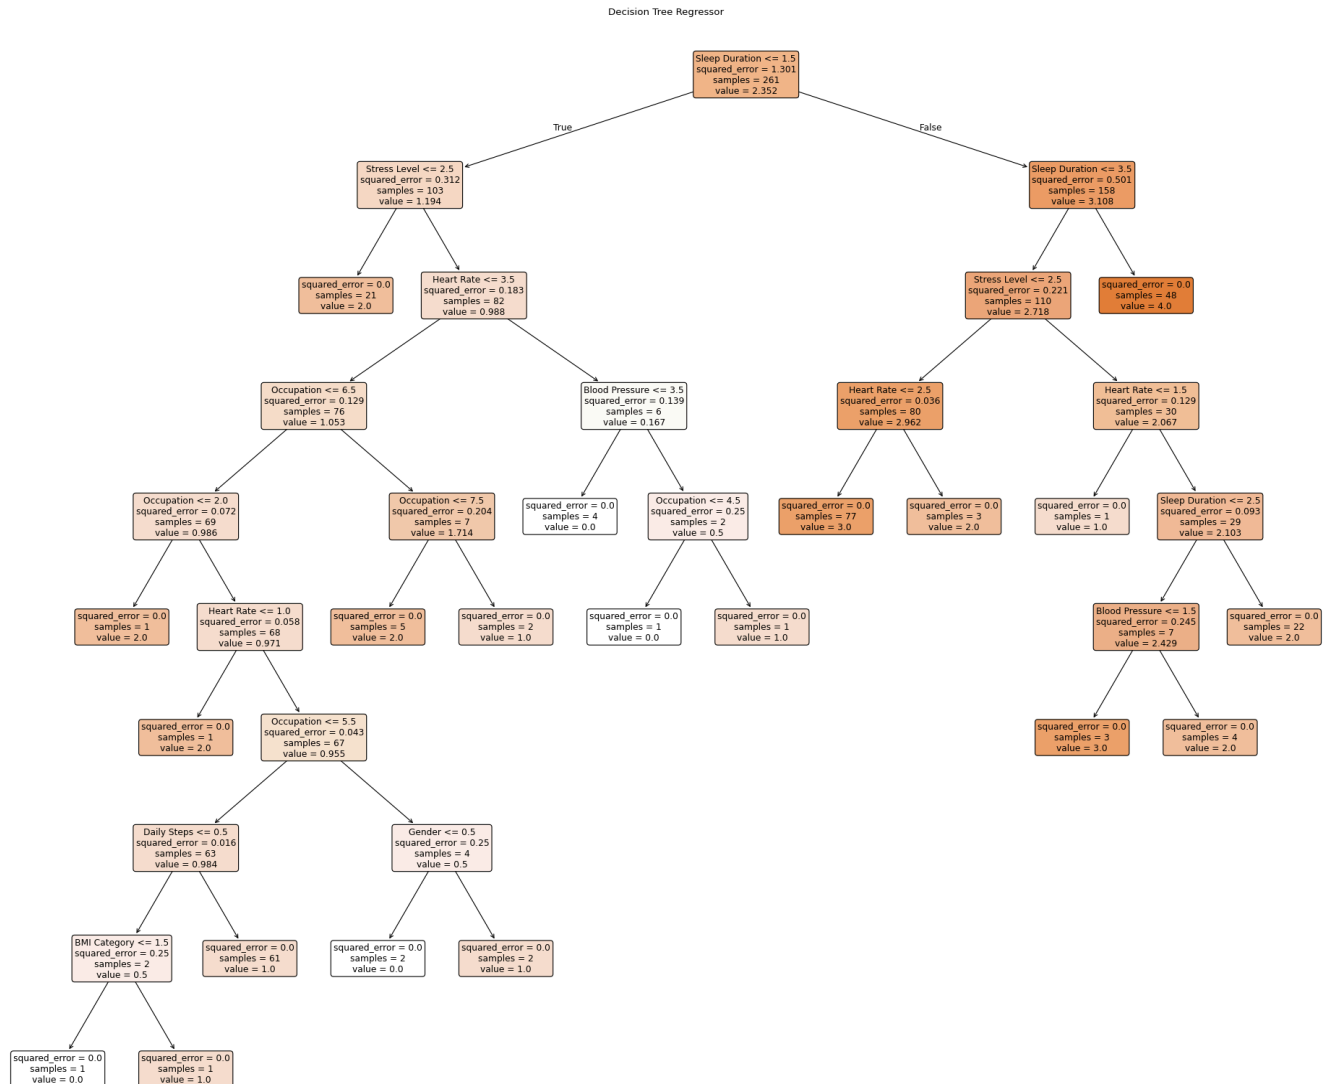 Decision Tree Regressor
Sleep Duration <= 1.5
squared_error = 1.301
samples = 261
value = 2.352
True
False
Stress Level <= 2.5
squared_error = 0.312
samples = 103
value = 1.194
Sleep Duration <= 3.5
squared_error = 0.501
samples = 158
value = 3.108
squared_error = 0.0
samples = 21
value = 2.0
Heart Rate <= 3.5
squared_error = 0.183
samples = 82
value = 0.988
Stress Level <= 2.5
squared_error = 0.221
samples = 110
value = 2.718
squared_error = 0.0
samples = 48
value = 4.0
Occupation <= 6.5
squared_error = 0.129
samples = 76
value = 1.053
Blood Pressure <= 3.5
squared_error = 0.139
samples = 6
value = 0.167
Heart Rate <= 2.5
squared_error = 0.036
samples = 80
value = 2.962
Heart Rate <= 1.5
squared_error = 0.129
samples = 30
value = 2.067
Occupation <= 2.0
squared_error = 0.072
samples = 69
value = 0.986
Occupation <= 7.5
squared_error = 0.204
samples = 7
value = 1.714
squared_error = 0.0
samples = 4
value = 0.0
Occupation <= 4.5
squared_error = 0.25
samples = 2
value = 0.5
squared_error = 0.0
samples = 77
value = 3.0
squared_error = 0.0
samples = 3
value = 2.0
squared_error = 0.0
samples = 1
value = 1.0
Sleep Duration <= 2.5
squared_error = 0.093
samples = 29
value = 2.103
squared_error = 0.0
samples = 1
value = 2.0
Heart Rate <= 1.0
squared_error = 0.058
samples = 68
value = 0.971
squared_error = 0.0
samples = 5
value = 2.0
squared_error = 0.0
samples = 2
value = 1.0
squared_error = 0.0
samples = 1
value = 0.0
squared_error = 0.0
samples = 1
value = 1.0
Blood Pressure <= 1.5
squared_error = 0.245
samples = 7
value = 2.429
squared_error = 0.0
samples = 22
value = 2.0
squared_error = 0.0
samples = 1
value = 2.0
Occupation <= 5.5
squared_error = 0.043
samples = 67
value = 0.955
squared_error = 0.0
samples = 3
value = 3.0
squared_error = 0.0
samples = 4
value = 2.0
Daily Steps <= 0.5
squared_error = 0.016
samples = 63
value = 0.984
Gender <= 0.5
squared_error = 0.25
samples = 4
value = 0.5
BMI Category <= 1.5
squared_error = 0.25
samples = 2
value = 0.5
squared_error = 0.0
samples = 61
value = 1.0
squared_error = 0.0
samples = 2
value = 0.0
squared_error = 0.0
samples = 2
value = 1.0
squared_error = 0.0
samples = 1
value = 0.0
squared_error = 0.0
samples = 1
value = 1.0